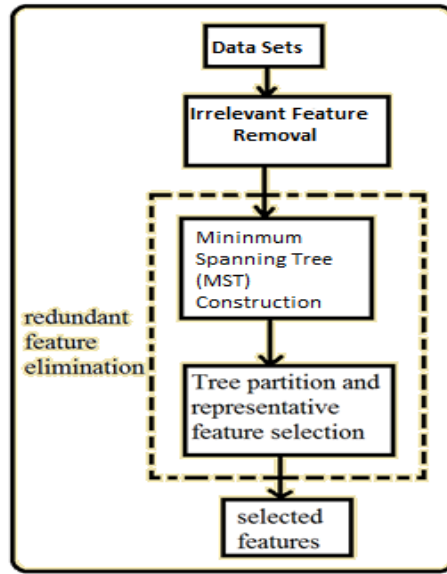 Data Sets
Irrelevant Feature
Removal
Mininmum
Spanning Tree
(MST)
Construction
redundant
feature
elimination
Tree partition and
representative
feature selection
selected
features